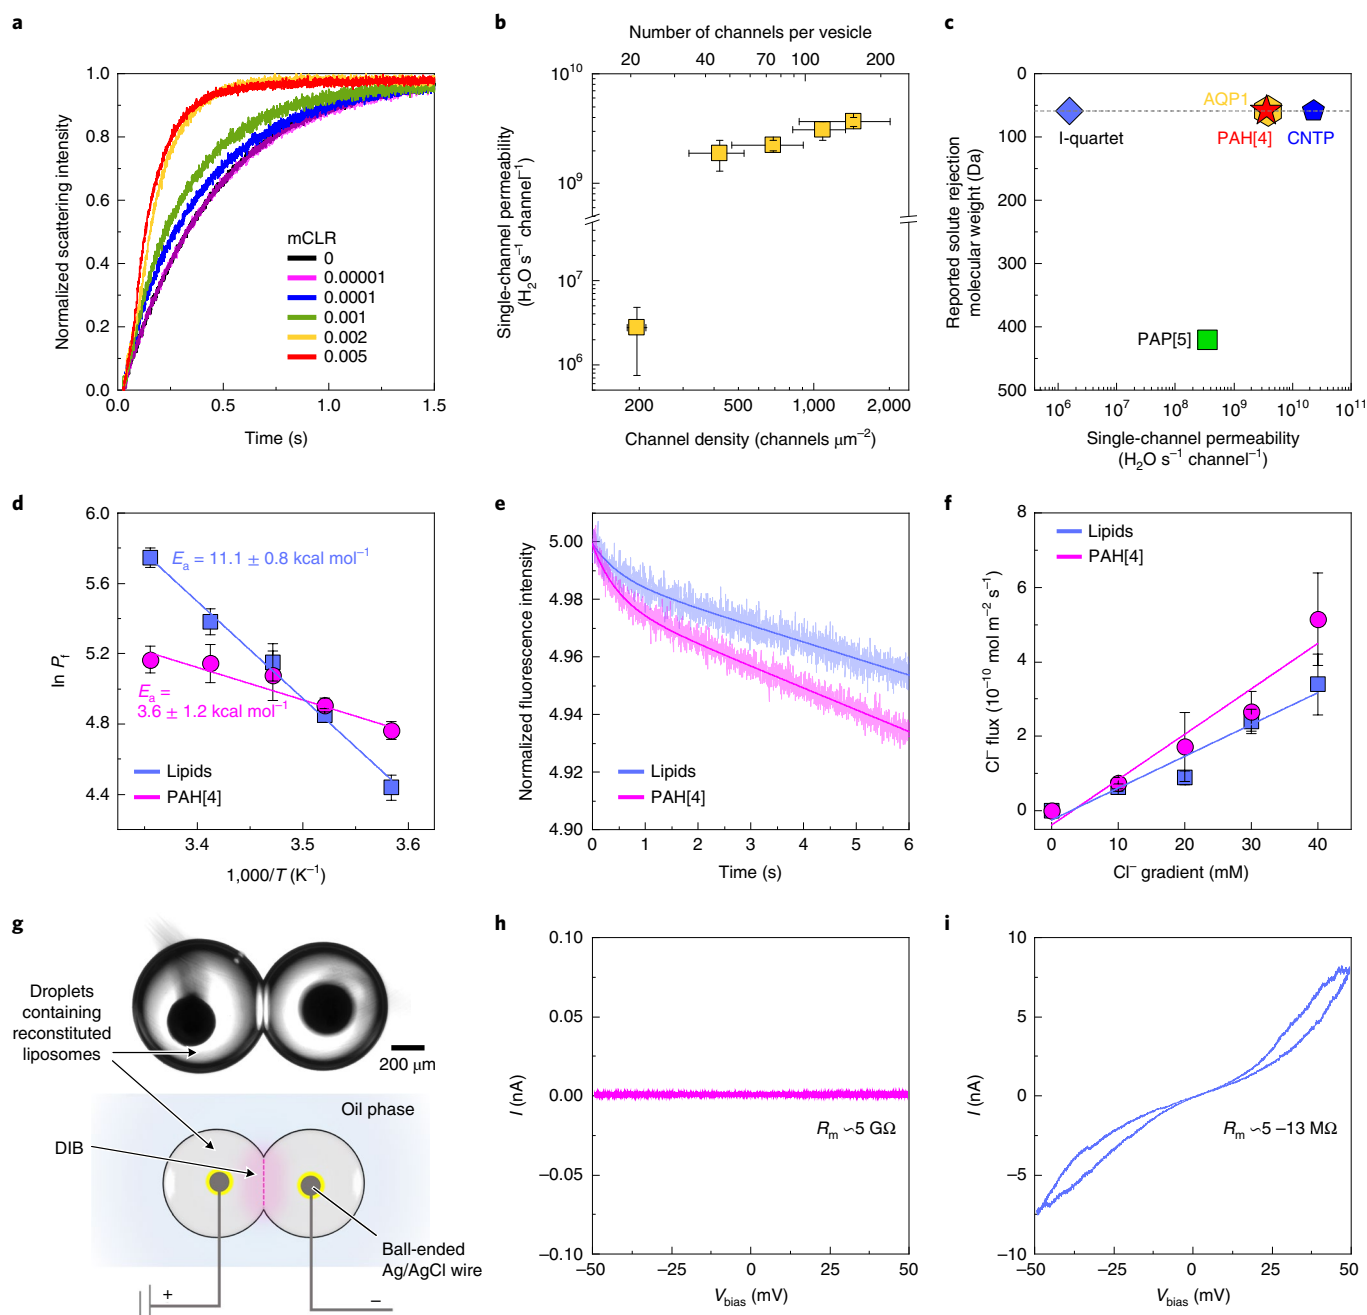 a
Normalized scattering intensity
1.0
0.8
0.6
0.4
0.2
0.0
0.0
0.5
1.0
1.5
Time (s)
mCLR
0
0.00001
0.0001
0.001
0.002
0.005
b
Number of channels per vesicle
20
40
70
100
200
Single-channel permeability
(H₂O s⁻¹ channel⁻¹)
10¹⁰
10⁹
10⁷
10⁶
200
500
1,000
2,000
Channel density (channels μm⁻²)
c
Reported solute rejection
molecular weight (Da)
0
100
200
300
400
500
AQP1
I-quartet
PAH[4]
CNTP
PAP[5]
10⁶
10⁷
10⁸
10⁹
10¹⁰
10¹¹
Single-channel permeability
(H₂O s⁻¹ channel⁻¹)
d
ln Pf
6.0
5.6
5.2
4.8
4.4
Ea = 11.1 ± 0.8 kcal mol⁻¹
Ea =
3.6 ± 1.2 kcal mol⁻¹
Lipids
PAH[4]
3.4
3.5
3.6
1,000/T (K⁻¹)
e
Normalized fluorescence intensity
5.00
4.98
4.96
4.94
4.92
4.90
Lipids
PAH[4]
0
1
2
3
4
5
6
Time (s)
f
Cl⁻ flux (10⁻¹⁰ mol m⁻² s⁻¹)
8
6
4
2
0
Lipids
PAH[4]
0
10
20
30
40
Cl⁻ gradient (mM)
g
Droplets
containing
reconstituted
liposomes
200 μm
Oil phase
DIB
Ball-ended
Ag/AgCl wire
+
−
h
I (nA)
0.10
0.05
0.00
−0.05
−0.10
Rm ∽5 GΩ
−50
−25
0
25
50
Vbias (mV)
i
I (nA)
10
5
0
−5
−10
Rm ∽5 –13 MΩ
−50
−25
0
25
50
Vbias (mV)